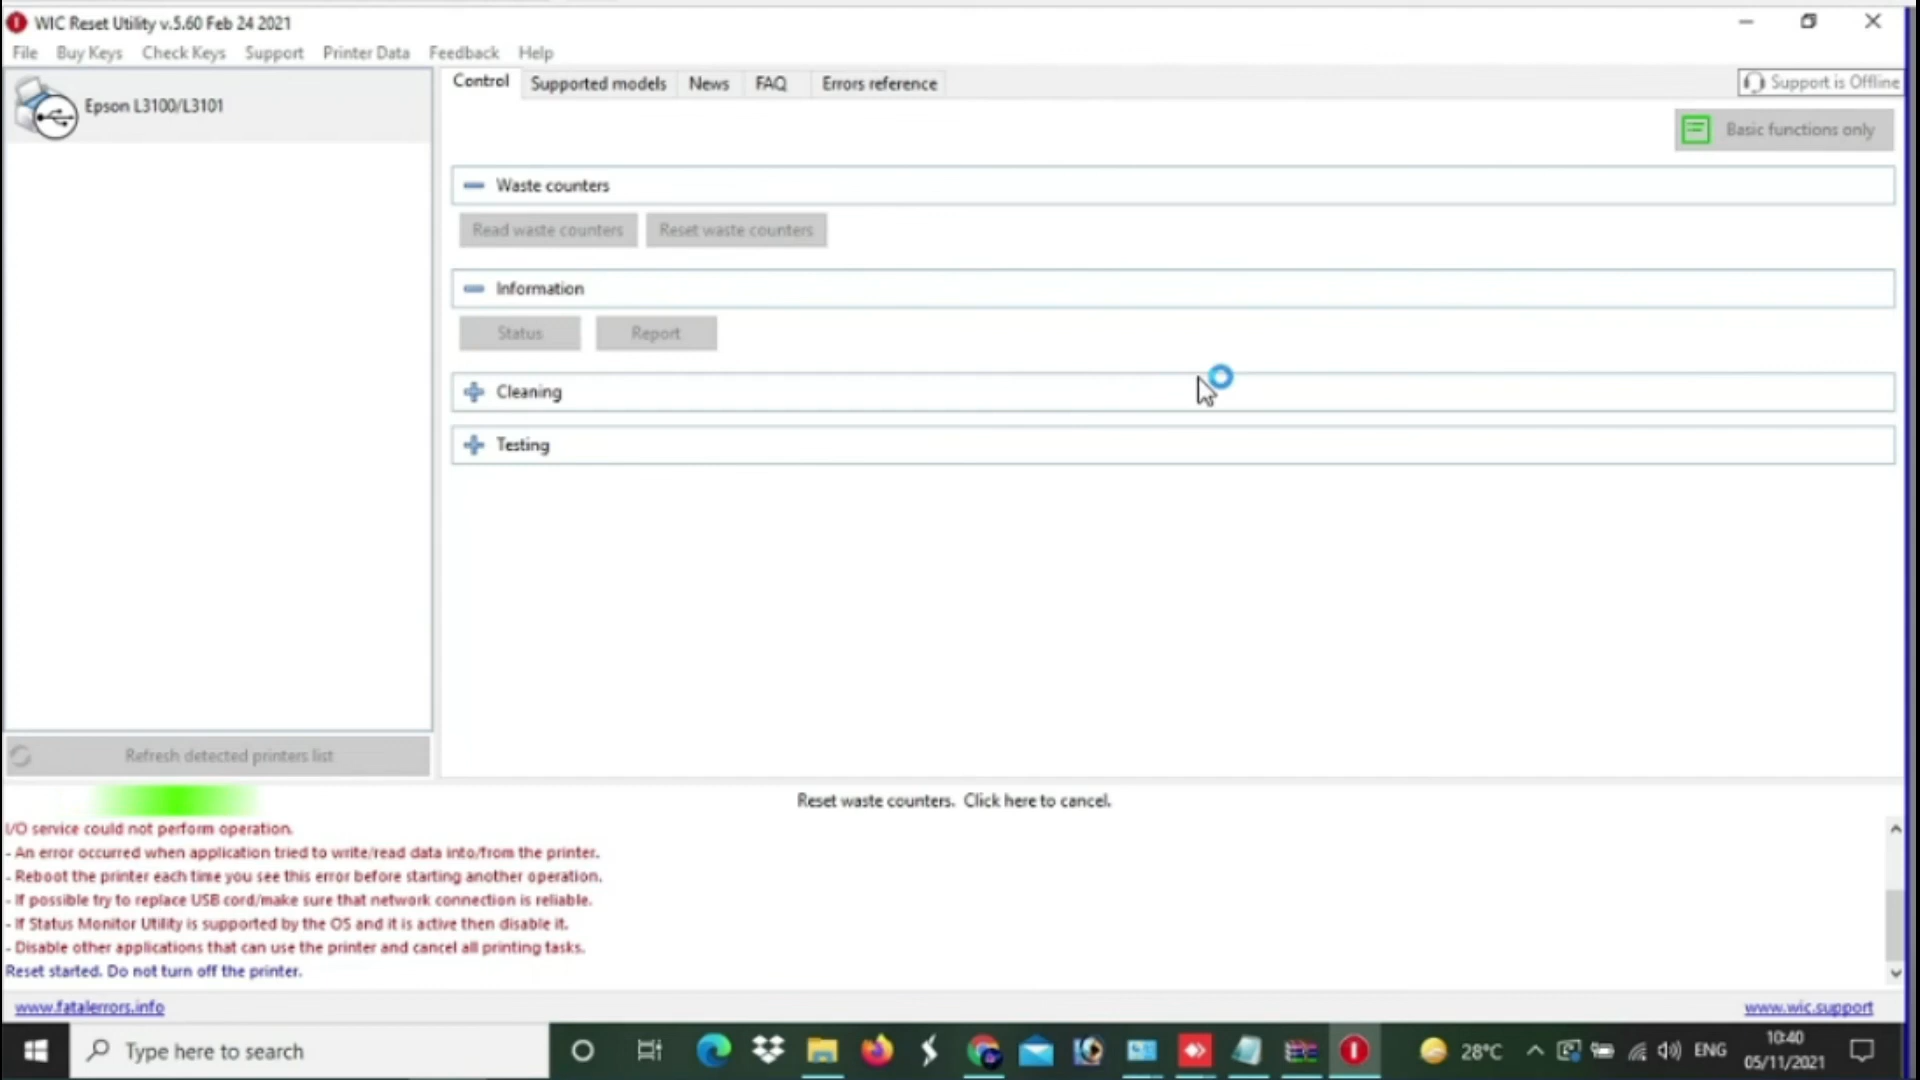 WIC Reset Utility v.5.60 Feb 24 2021
File Buy Keys Check Keys Support Printer Data Feedback Help
Epson L3100/L3101
Control Supported models News FAQ Errors reference
Support is Offline
Basic functions only
Waste counters
Read waste counters Reset waste counters
Information
Status Report
Cleaning
Testing
Refresh detected printers list
Reset waste counters. Click here to cancel.
I/O service could not perform operation.
- An error occurred when application tried to write/read data into/from the printer.
- Reboot the printer each time you see this error before starting another operation.
- If possible try to replace USB cord/make sure that network connection is reliable.
- If Status Monitor Utility is supported by the OS and it is active then disable it.
- Disable other applications that can use the printer and cancel all printing tasks.
Reset started. Do not turn off the printer.
www.fatalerrors.info
www.wic.support
Type here to search
28°C
ENG
10:40
05/11/2021